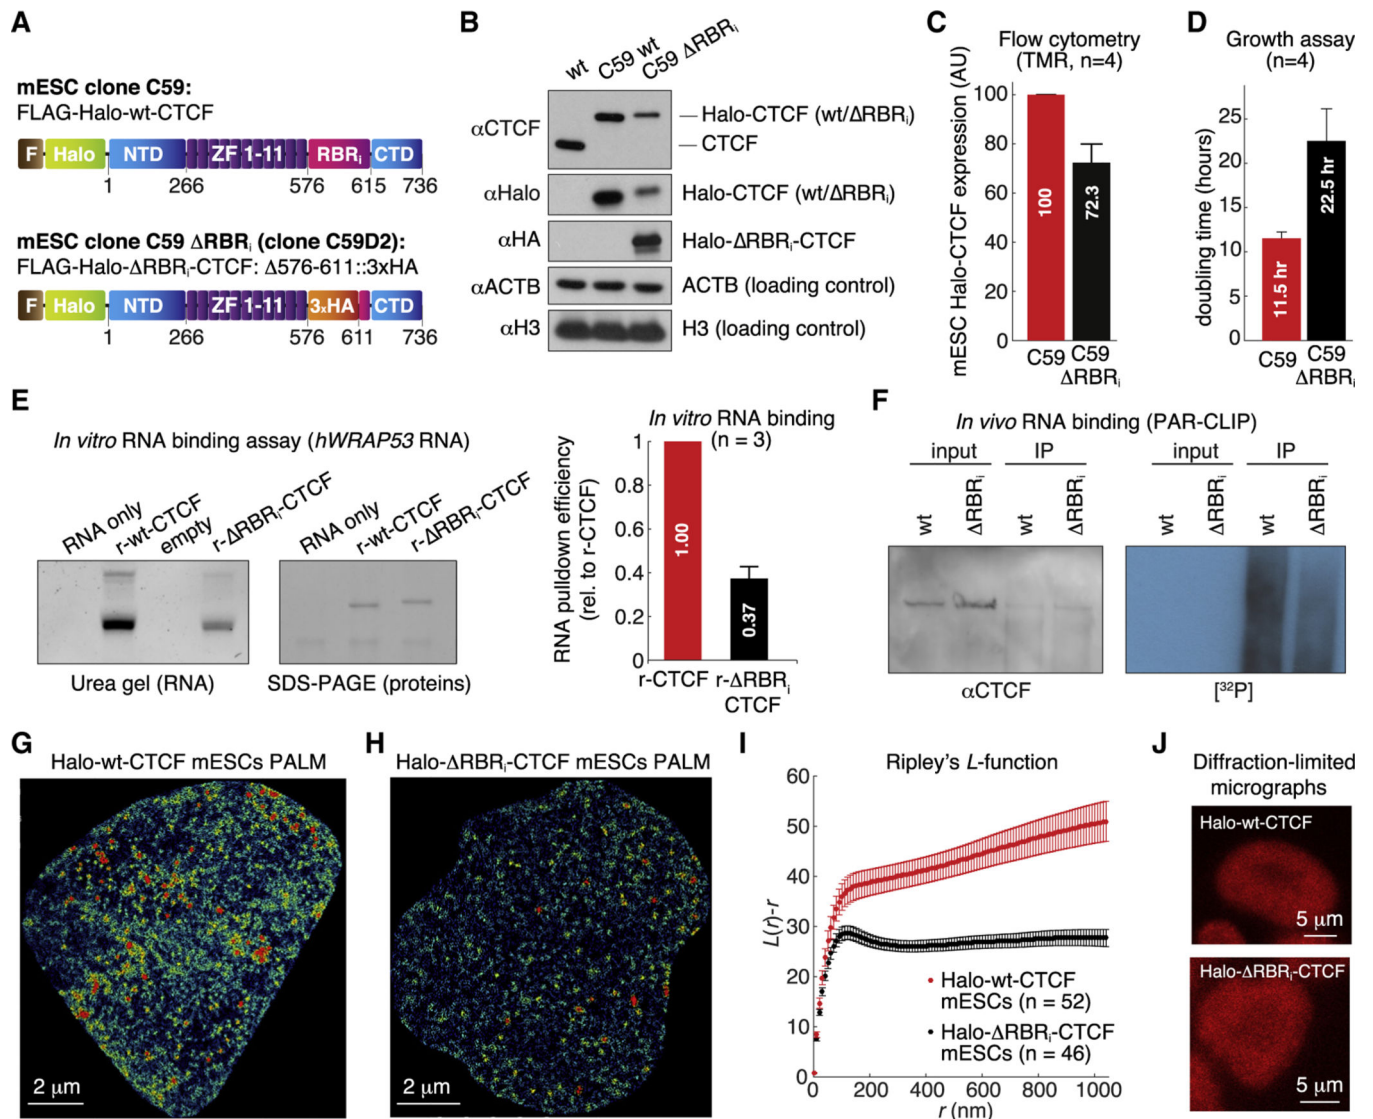 A
mESC clone C59:
FLAG-Halo-wt-CTCF
F Halo NTD ZF 1-11 RBRi CTD
1 266 576 615 736
mESC clone C59 ΔRBRi (clone C59D2):
FLAG-Halo-ΔRBRi-CTCF: Δ576-611::3xHA
F Halo NTD ZF 1-11 3xHA CTD
1 266 576 611 736
B
wt C59 wt C59 ΔRBRi
αCTCF
Halo-CTCF (wt/ΔRBRi)
CTCF
αHalo Halo-CTCF (wt/ΔRBRi)
αHA Halo-ΔRBRi-CTCF
αACTB ACTB (loading control)
αH3 H3 (loading control)
C
Flow cytometry
(TMR, n=4)
mESC Halo-CTCF expression (AU)
100
80
60
40
20
0
100
72.3
C59 C59
ΔRBRi
D
Growth assay
(n=4)
doubling time (hours)
25
20
15
10
5
0
11.5 hr
22.5 hr
C59 C59
ΔRBRi
E
In vitro RNA binding assay (hWRAP53 RNA)
RNA only r-wt-CTCF empty r-ΔRBRi-CTCF
Urea gel (RNA)
RNA only r-wt-CTCF r-ΔRBRi-CTCF
SDS-PAGE (proteins)
In vitro RNA binding
(n = 3)
RNA pulldown efficiency
(rel. to r-CTCF)
1
0.8
0.6
0.4
0.2
0
1.00
0.37
r-CTCF r-ΔRBRi
CTCF
F
In vivo RNA binding (PAR-CLIP)
input IP input IP
wt ΔRBRi wt ΔRBRi wt ΔRBRi wt ΔRBRi
αCTCF [32P]
G
Halo-wt-CTCF mESCs PALM
2 μm
H
Halo-ΔRBRi-CTCF mESCs PALM
2 μm
I
Ripley's L-function
L(r)-r
60
50
40
30
20
10
0
Halo-wt-CTCF
mESCs (n = 52)
Halo-ΔRBRi-CTCF
mESCs (n = 46)
200 400 600 800 1000
r (nm)
J
Diffraction-limited
micrographs
Halo-wt-CTCF
5 μm
Halo-ΔRBRi-CTCF
5 μm